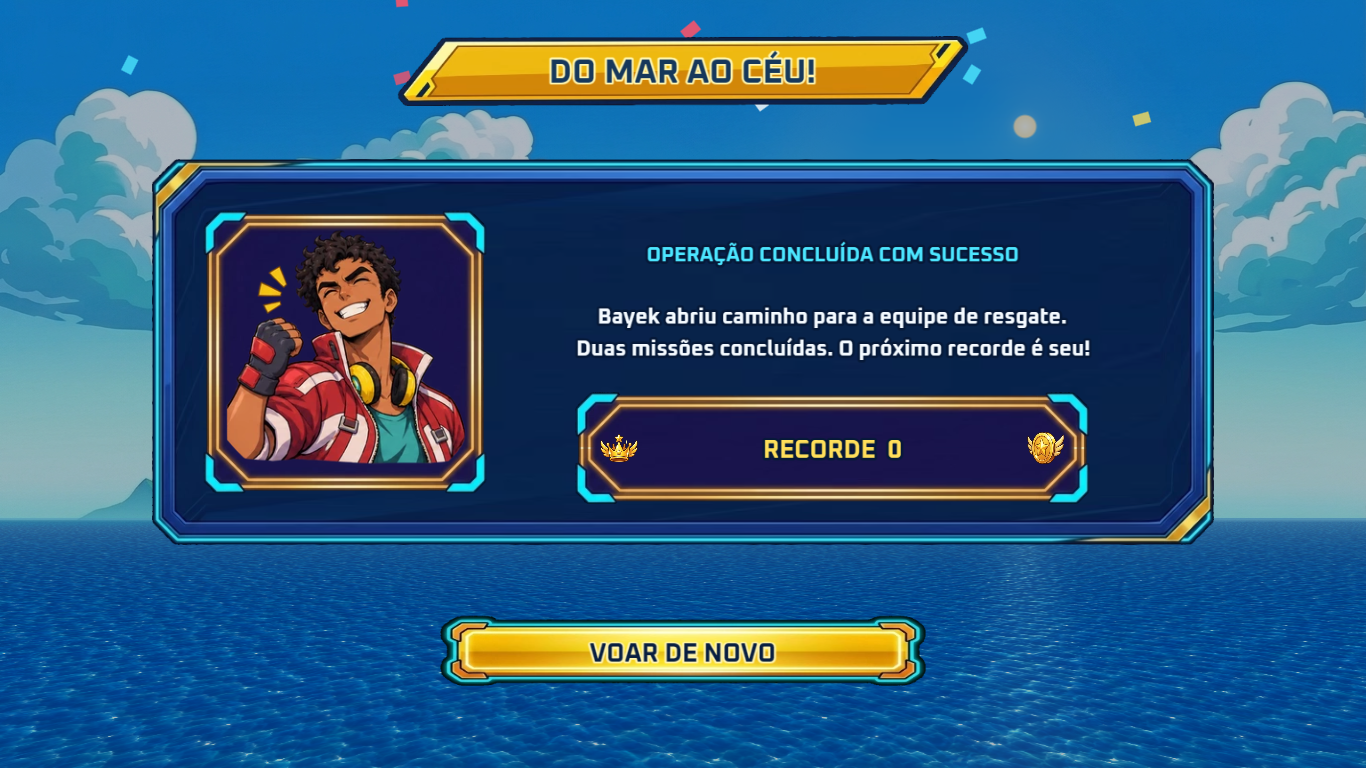 DO MAR AO CÉU!
OPERAÇÃO CONCLUÍDA COM SUCESSO
Bayek abriu caminho para a equipe de resgate.
Duas missões concluídas. O próximo recorde é seu!
RECORDE 0
VOAR DE NOVO